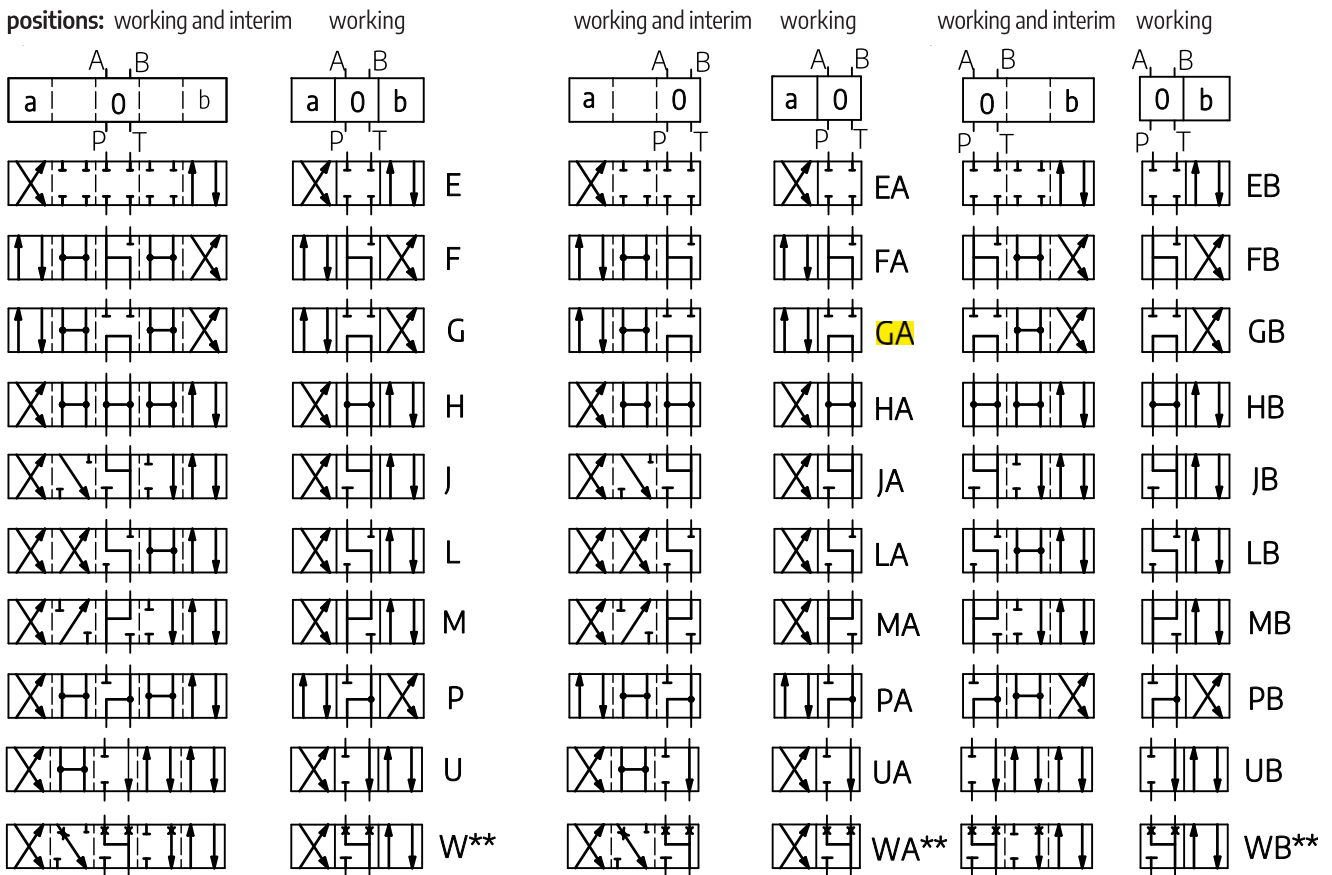 positions: working and interim working working and interim working working and interim working
A B A B A B A B A B A B
a 0 b a 0 b a 0 a 0 0 b 0 b
P T P T P T P T P T P T
E EA EB
F FA FB
G GA GB
H HA HB
J JA JB
L LA LB
M MA MB
P PA PB
U UA UB
W** WA** WB**